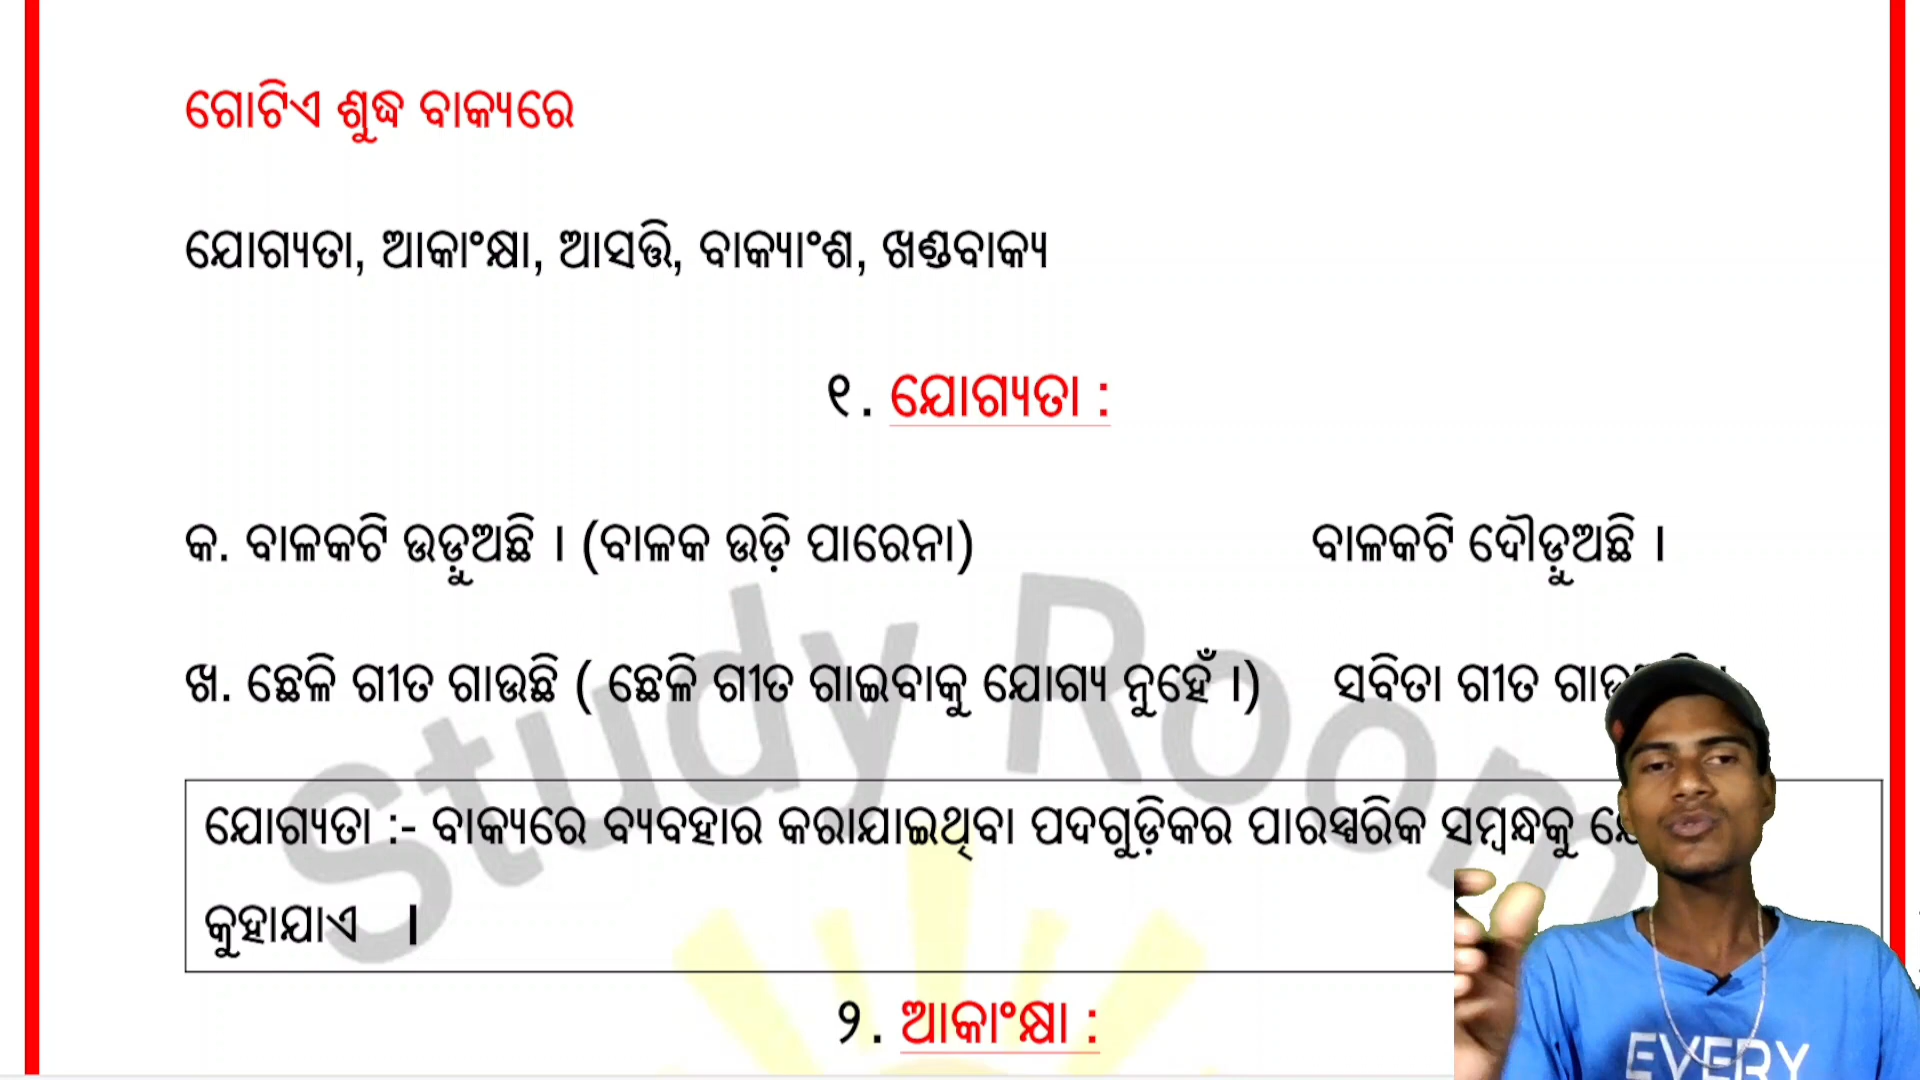 ଗୋଟିଏ ଶୁଦ୍ଧ ବାକ୍ୟରେ
ଯୋଗ୍ୟତା, ଆକାଂକ୍ଷା, ଆସତ୍ତି, ବାକ୍ୟାଂଶ, ଖଣ୍ଡବାକ୍ୟ
୧. ଯୋଗ୍ୟତା :
କ. ବାଳକଟି ଉଡ଼ୁଅଛି । (ବାଳକ ଉଡ଼ି ପାରେନା) ବାଳକଟି ଦୌଡ଼ୁଅଛି ।
ଖ. ଛେଳି ଗୀତ ଗାଉଛି ( ଛେଳି ଗୀତ ଗାଇବାକୁ ଯୋଗ୍ୟ ନୁହେଁ ।) ସବିତା ଗୀତ
Study Room
ଯୋଗ୍ୟତା :- ବାକ୍ୟରେ ବ୍ୟବହାର କରାଯାଇଥିବା ପଦଗୁଡ଼ିକର ପାରସ୍ପରିକ ସମ୍ବନ୍ଧକୁ
କୁହାଯାଏ ।
୨. ଆକାଂକ୍ଷା :
EVERY